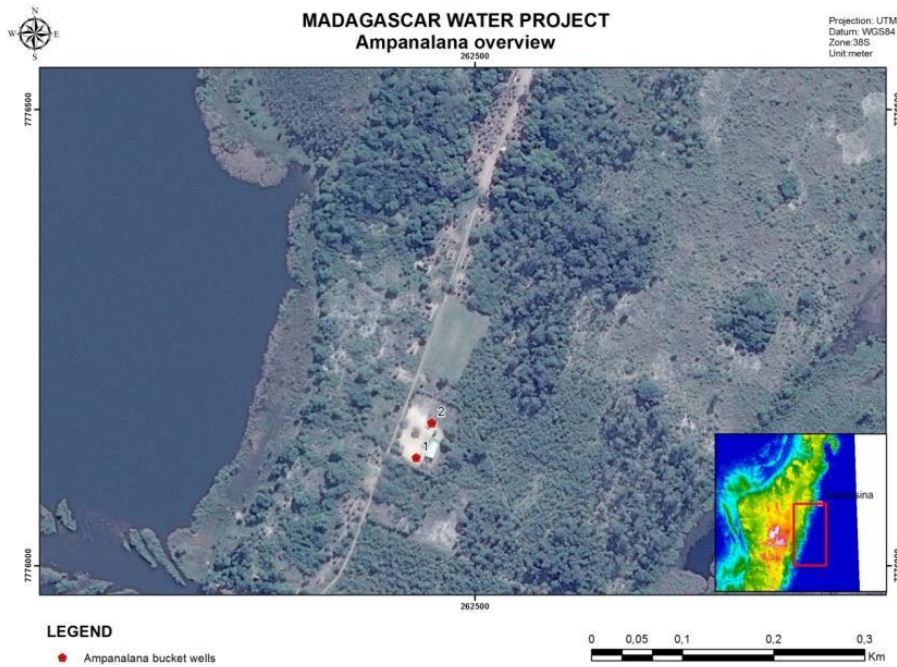 MADAGASCAR WATER PROJECT
Ampanalana overview
Projection: UTM
Datum: WGS84
Zone:38S
Unit:meter
N
W
E
S
262500
7776500
2
1
7776000
262500
LEGEND
Ampanalana bucket wells
0 0,05 0,1 0,2 0,3
Km